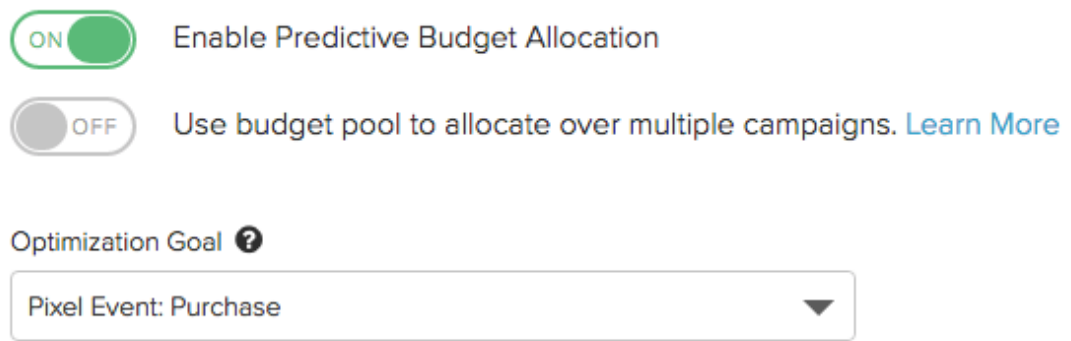 ON Enable Predictive Budget Allocation
OFF Use budget pool to allocate over multiple campaigns. Learn More
Optimization Goal ?
Pixel Event: Purchase